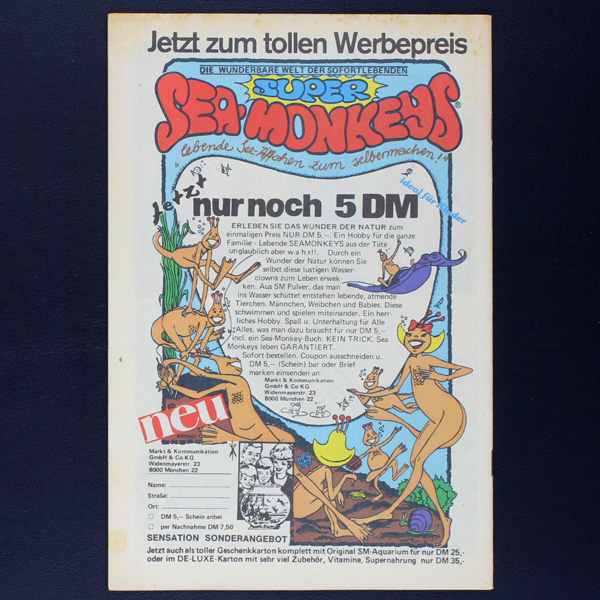 Jetzt zum tollen Werbepreis
DIE WUNDERBARE WELT DER SOFORTLEBENDEN
SUPER
SEA-MONKEYS®
"lebende See-Äffchen zum selbermachen!"
ideal für Kinder
jetzt
nur noch 5 DM
ERLEBEN SIE DAS WUNDER DER NATUR zum
einmaligen Preis NUR DM 5,–. Ein Hobby für die ganze
Familie - Lebende SEAMONKEYS aus der Tüte
unglaublich aber w a h r!!. Durch ein
Wunder der Natur können Sie
selbst diese lustigen Wasser-
clowns zum Leben erwek-
ken. Aus SM Pulver, das man
ins Wasser schüttet entstehen lebende, atmende
Tierchen. Männchen, Weibchen und Babies. Diese
schwimmen und spielen miteinander. Ein herr-
liches Hobby. Spaß u. Unterhaltung für Alle
Alles, was man dazu braucht für nur DM 5,–
incl. ein Sea-Monkey-Buch. KEIN TRICK. Sea
Monkeys leben GARANTIERT.
Sofort bestellen. Coupon ausschneiden u.
DM 5,– (Schein) bar oder Brief
marken einsenden an:
Markt & Kommunikation
GmbH & Co KG
Widenmayerstr. 23
8000 München 22
neu
Markt & Kommunikation
GmbH & Co KG
Widenmayerstr. 23
8000 München 22
Name:
Straße:
Ort:
DM 5,– Schein anbei
per Nachnahme DM 7,50
SENSATION SONDERANGEBOT
Jetzt auch als toller Geschenkkarton komplett mit Original SM-Aquarium für nur DM 25,-
oder im DE-LUXE-Karton mit sehr viel Zubehör, Vitamine, Supernahrung nur DM 35,-